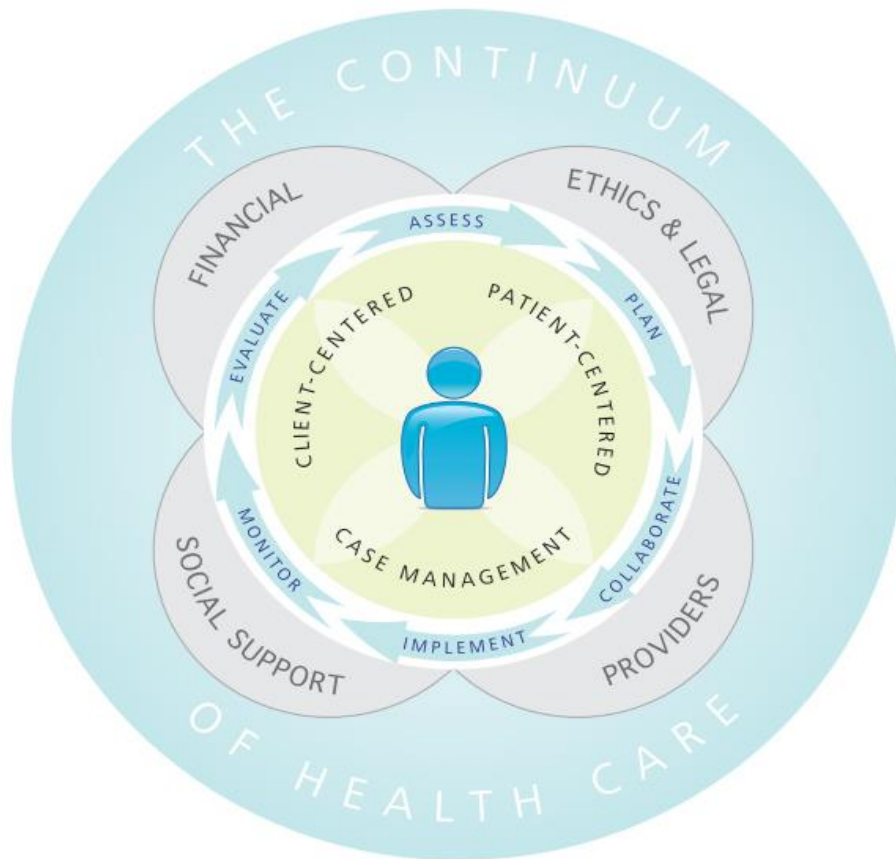 THE CONTINUUM
FINANCIAL
ETHICS & LEGAL
ASSESS
PLAN
EVALUATE
CLIENT-CENTERED
PATIENT-CENTERED
CASE MANAGEMENT
MONITOR
COLLABORATE
IMPLEMENT
SOCIAL SUPPORT
PROVIDERS
OF HEALTH CARE